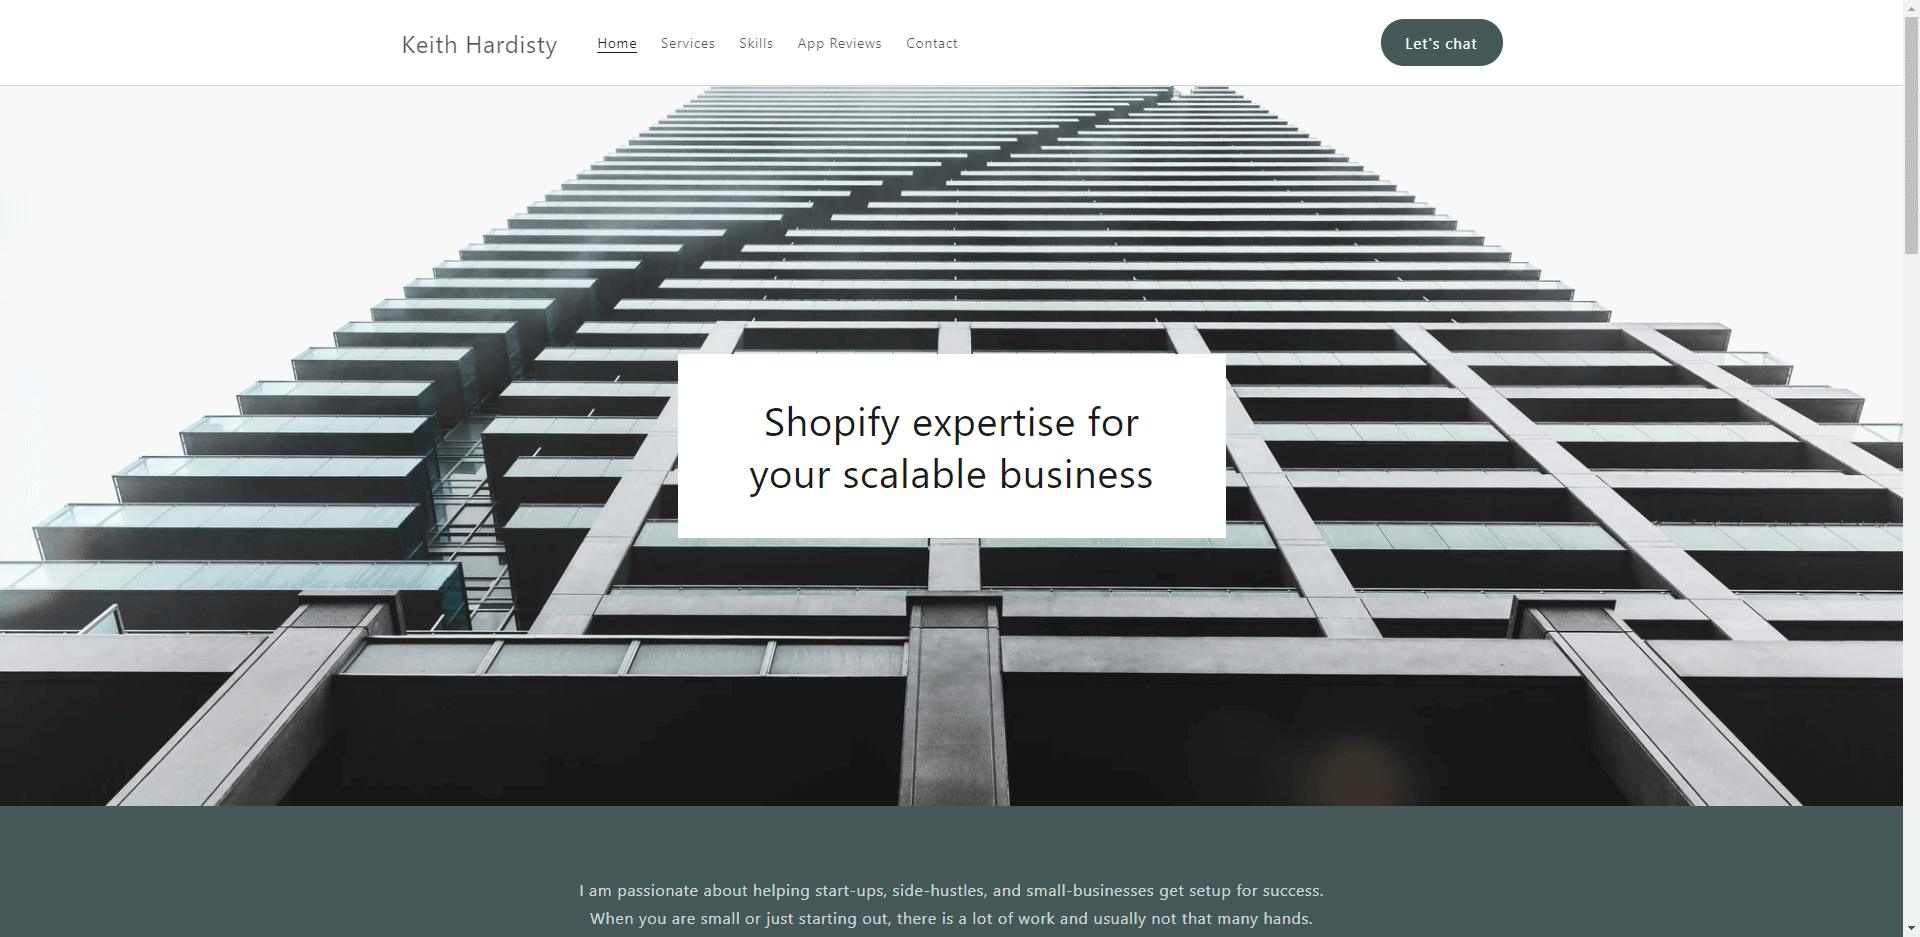 Keith Hardisty
Home
Services
Skills
App Reviews
Contact
Let's chat
Shopify expertise for
your scalable business
I am passionate about helping start-ups, side-hustles, and small-businesses get setup for success.
When you are small or just starting out, there is a lot of work and usually not that many hands.